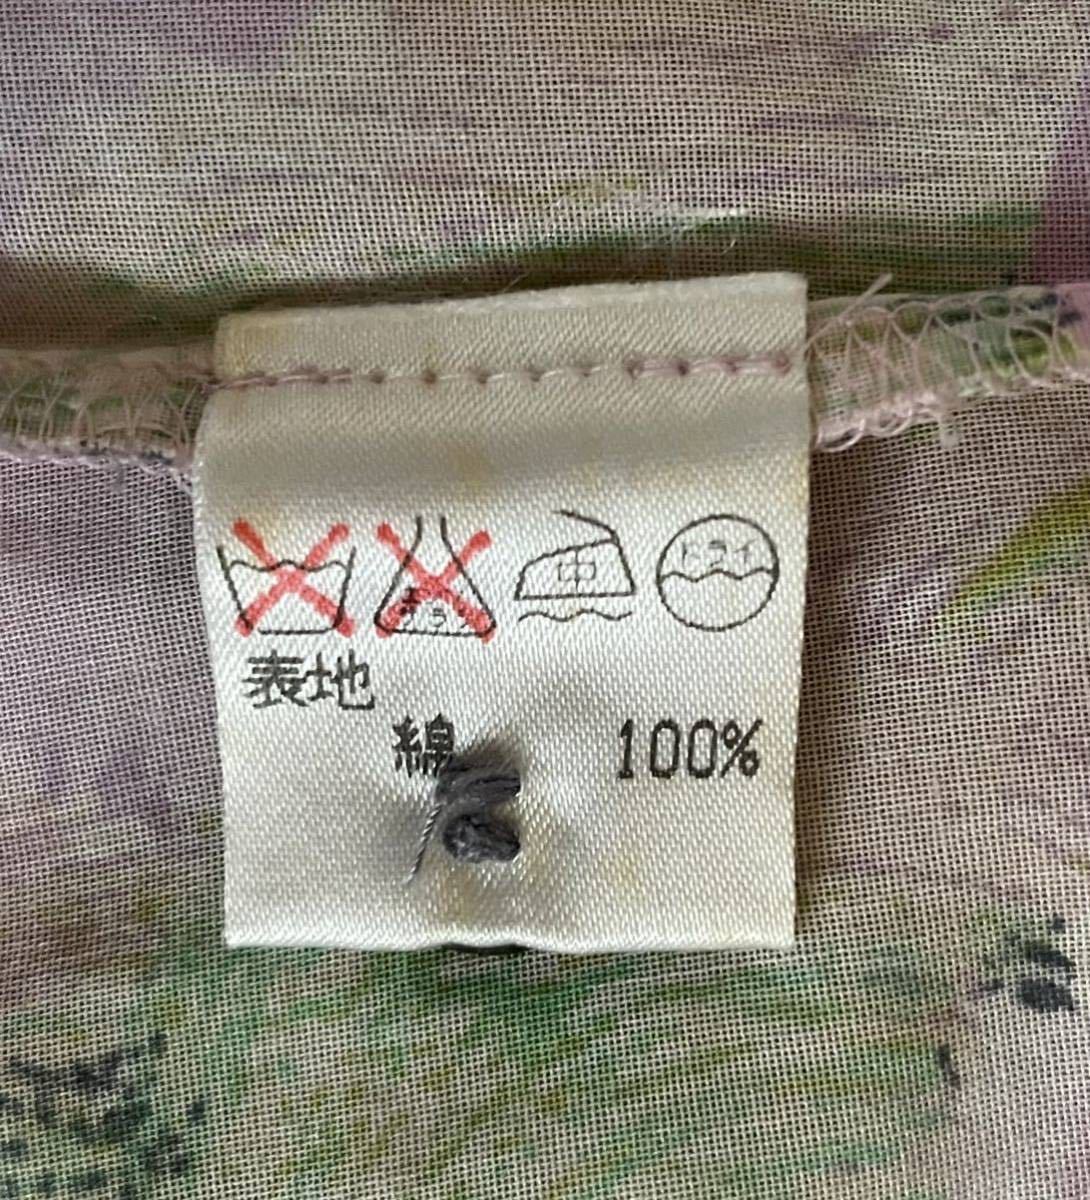 中 ドライ
表地
綿 100%